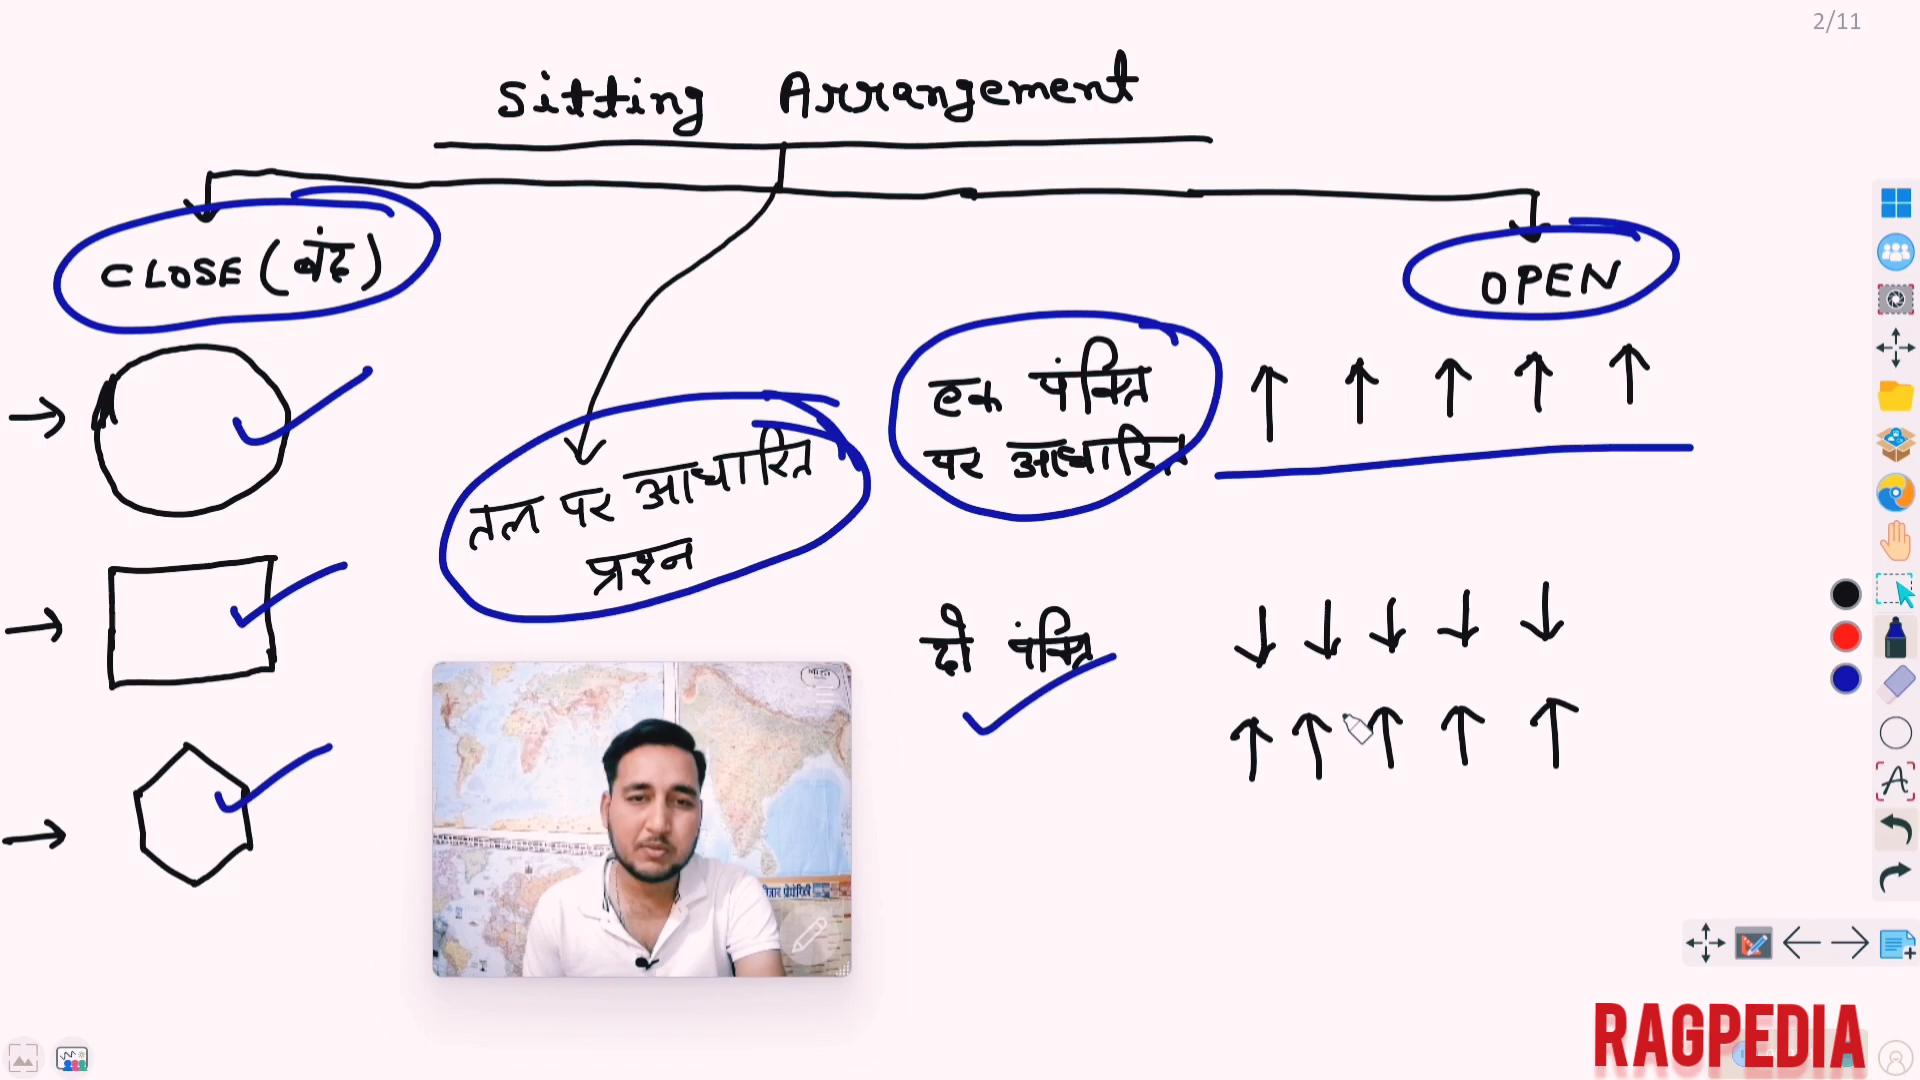 2/11
Sitting Arrangement
CLOSE (बंद)
OPEN
एक पंक्ति
पर आधारित
तल पर आधारित
प्रश्न
दो पंक्ति
RAGPEDIA